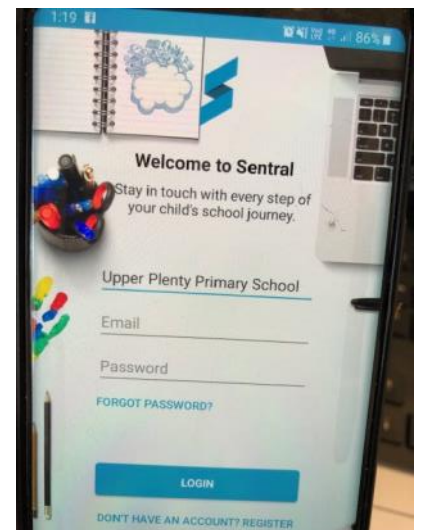 1:19 86%
Welcome to Sentral
Stay in touch with every step of
your child's school journey.
Upper Plenty Primary School
Email
Password
FORGOT PASSWORD?
LOGIN
DON'T HAVE AN ACCOUNT? REGISTER